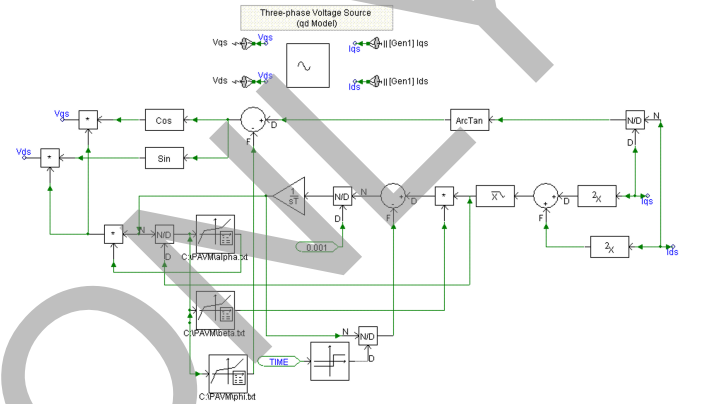 Three-phase Voltage Source
(qd Model)
Vqs
Vqs
Iqs
[Gen1] Iqs
Vds
Vds
Ids
[Gen1] Ids
Vqs
*
Cos
+
-
D
F
ArcTan
N/D
N
D
Vds
*
Sin
1
sT
N/D
N
D
+
-
D
F
*
X
+
+
D
F
2
X
Iqs
*
N
N/D
D
0.001
2
X
Ids
C:\PAVM\alpha.txt
C:\PAVM\beta.txt
N
N/D
D
TIME
C:\PAVM\phi.txt